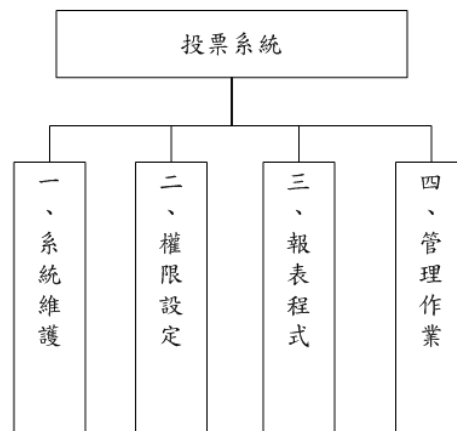 投票系統
一、系統維護
二、權限設定
三、報表程式
四、管理作業